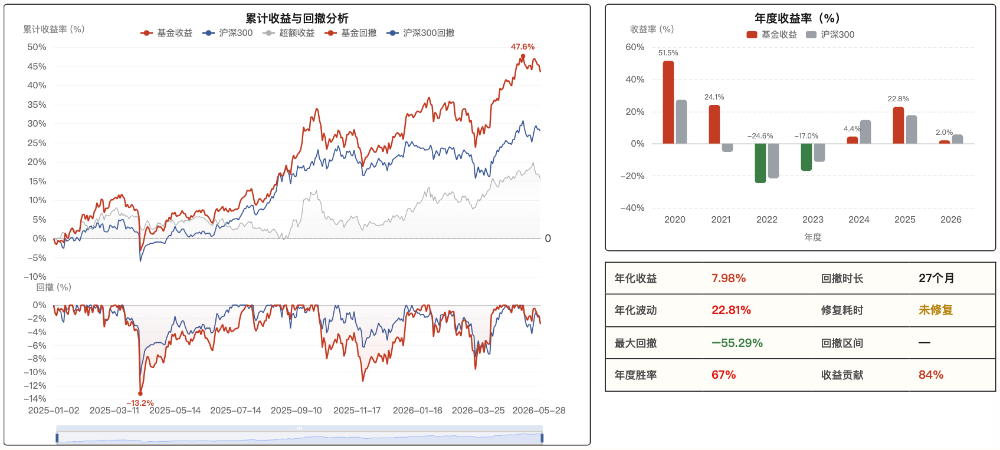 累计收益与回撤分析
累计收益率 (%)
基金收益 沪深300 超额收益 基金回撤 沪深300回撤
50%
45%
40%
35%
30%
25%
20%
15%
10%
5%
0%
−5%
−10%
47.6%
0
回撤 (%)
0%
−2%
−4%
−6%
−8%
−10%
−12%
−14%
−13.2%
2025−01−02 2025−03−11 2025−05−14 2025−07−14 2025−09−10 2025−11−17 2026−01−16 2026−03−25 2026−05−28
年度收益率（%）
收益率 (%)
基金收益 沪深300
60%
40%
20%
0%
−20%
−40%
51.5%
24.1%
−24.6%
−17.0%
4.4%
22.8%
2.0%
2020 2021 2022 2023 2024 2025 2026
年度
年化收益 7.98% 回撤时长 27个月
年化波动 22.81% 修复耗时 未修复
最大回撤 −55.29% 回撤区间 —
年度胜率 67% 收益贡献 84%